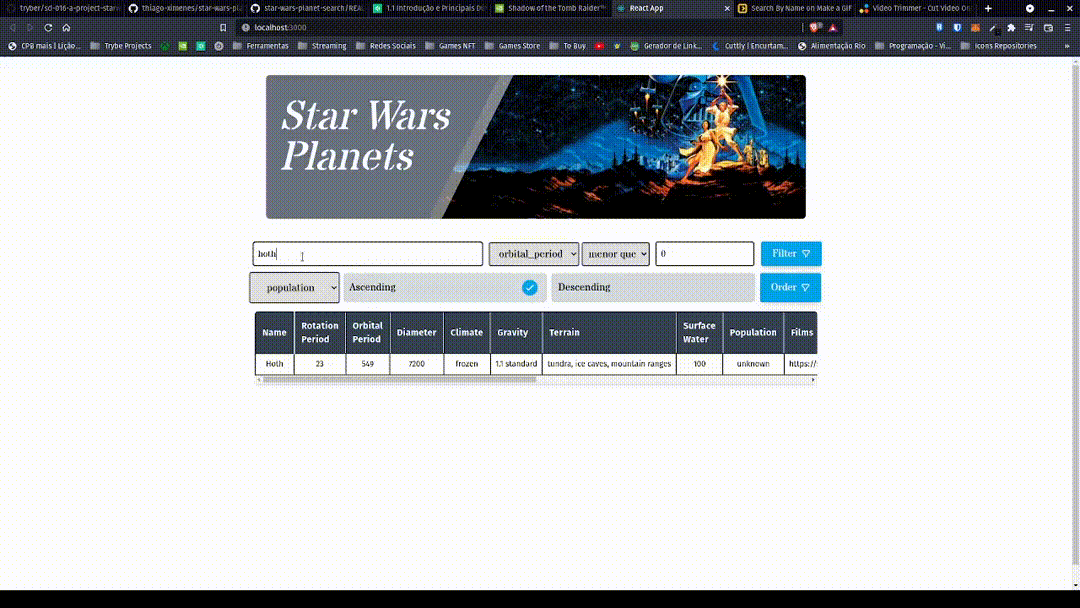 tryber/sd-016-a-project-star-
thiago-ximenes/star-wars-pla
star-wars-planet-search/REA
1.1 Introdução e Principais D
Shadow of the Tomb Raider™
React App
Search By Name on Make a GIF
Video Trimmer - Cut Video On
localhost:3000
CPB mais | Lição...
Trybe Projects
Ferramentas
Streaming
Redes Sociais
Games NFT
Games Store
To Buy
Gerador de Link...
Cuttly | Encurtam...
Alimentação Rio
Programação - Vi...
Icons Repositories
»
Star Wars
Planets
hoth
orbital_period
menor que
0
Filter
population
Ascending
Descending
Order
Name
Rotation
Period
Orbital
Period
Diameter
Climate
Gravity
Terrain
Surface
Water
Population
Films
Hoth
23
549
7200
frozen
1.1 standard
tundra, ice caves, mountain ranges
100
unknown
https://